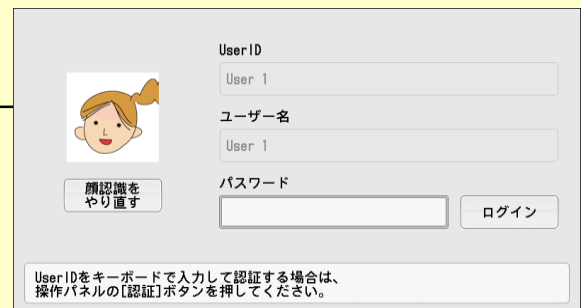 UserID
User 1
ユーザー名
User 1
顔認識を
やり直す
パスワード
ログイン
UserIDをキーボードで入力して認証する場合は、
操作パネルの[認証]ボタンを押してください。